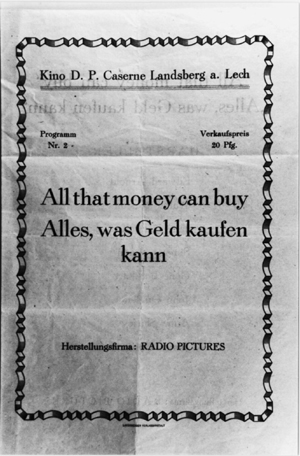 Kino D. P. Caserne Landsberg a. Lech
Programm
Nr. 2
Verkaufspreis
20 Pfg.
All that money can buy
Alles, was Geld kaufen
kann
Herstellungsfirma: RADIO PICTURES